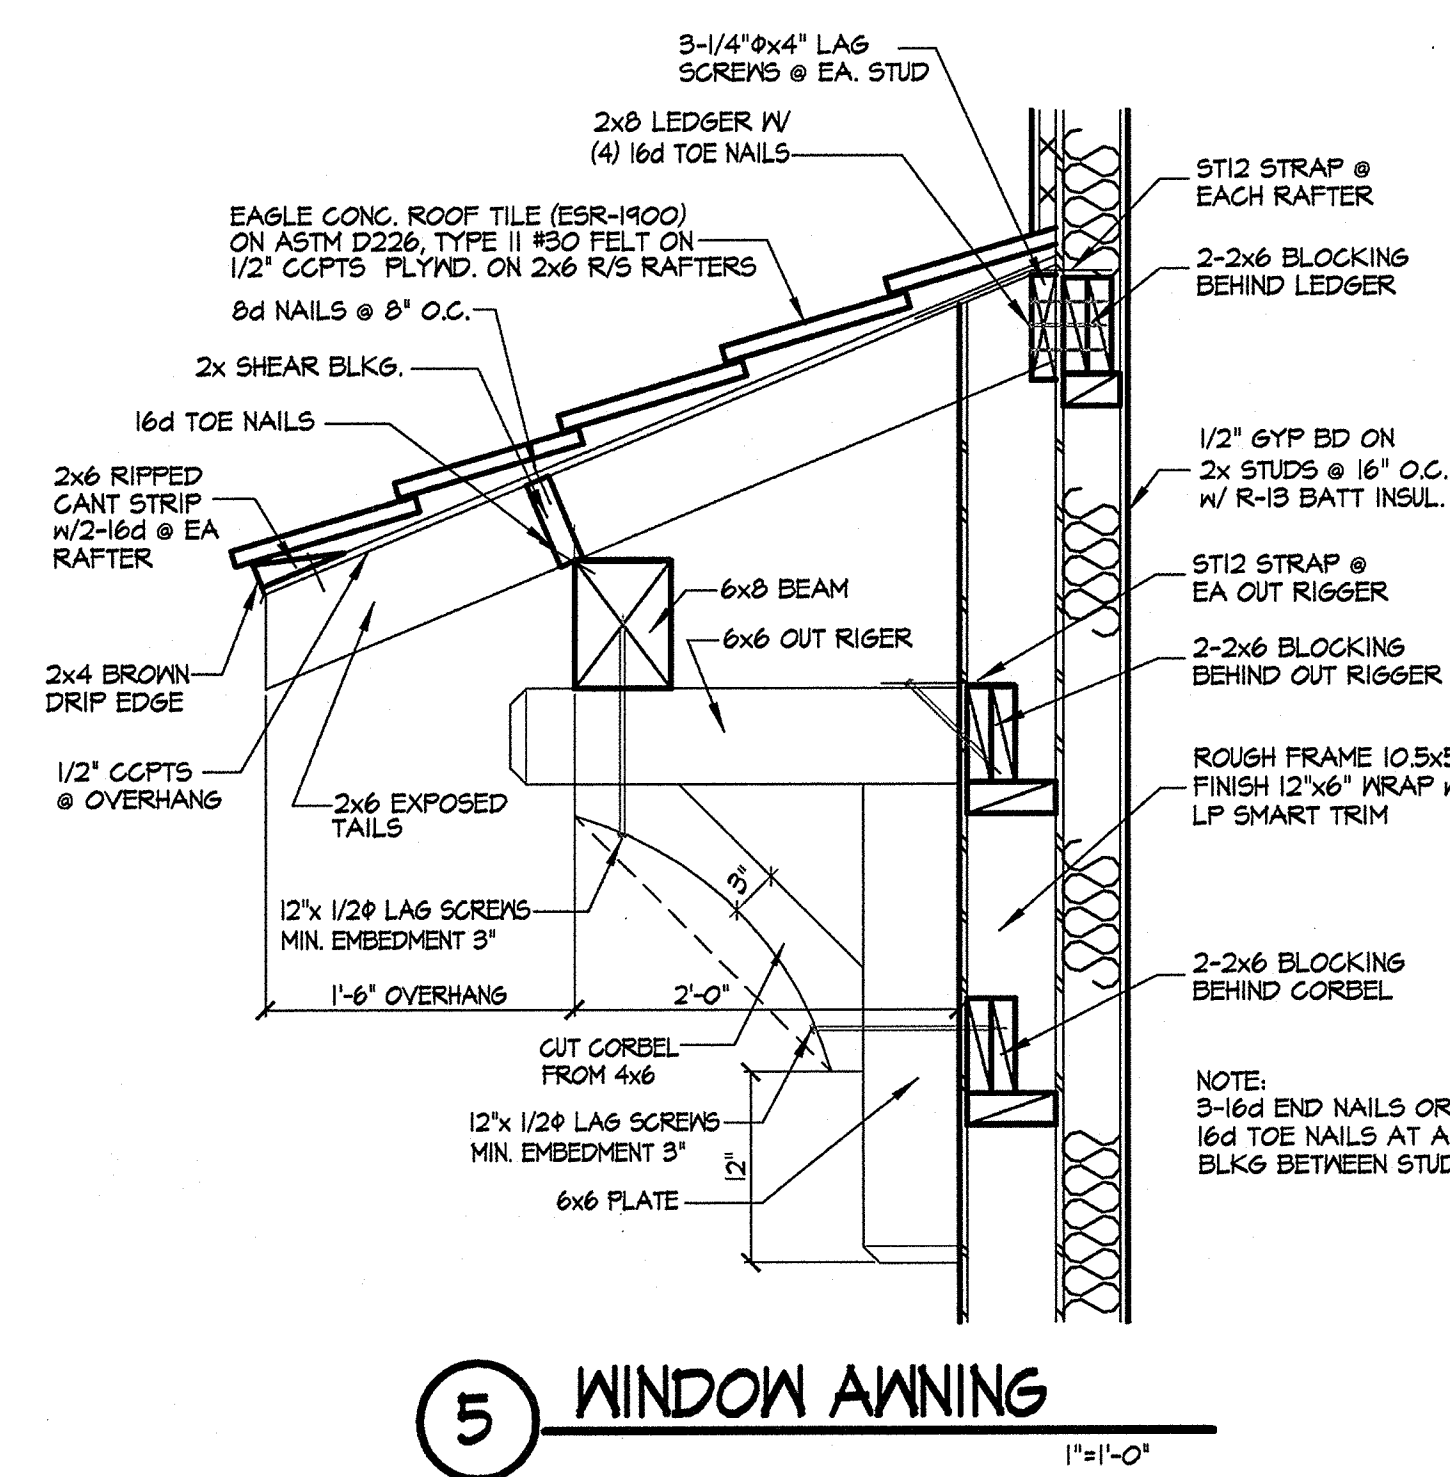 3-1/4"Φx4" LAG
SCREWS @ EA. STUD
2x8 LEDGER W/
(4) 16d TOE NAILS
EAGLE CONC. ROOF TILE (ESR-1900)
ON ASTM D226, TYPE II #30 FELT ON
1/2" CCPTS PLYWD. ON 2x6 R/S RAFTERS
8d NAILS @ 8" O.C.
2x SHEAR BLKG.
16d TOE NAILS
2x6 RIPPED
CANT STRIP
w/2-16d @ EA
RAFTER
2x4 BROWN
DRIP EDGE
1/2" CCPTS
@ OVERHANG
2x6 EXPOSED
TAILS
6x8 BEAM
6x6 OUT RIGER
12"x 1/2Φ LAG SCREWS
MIN. EMBEDMENT 3"
3"
1'-6" OVERHANG
2'-0"
CUT CORBEL
FROM 4x6
12"x 1/2Φ LAG SCREWS
MIN. EMBEDMENT 3"
12"
6x6 PLATE
ST12 STRAP @
EACH RAFTER
2-2x6 BLOCKING
BEHIND LEDGER
1/2" GYP BD ON
2x STUDS @ 16" O.C.
w/ R-13 BATT INSUL.
ST12 STRAP @
EA OUT RIGGER
2-2x6 BLOCKING
BEHIND OUT RIGGER
ROUGH FRAME 10.5x5
FINISH 12"x6" WRAP
LP SMART TRIM
2-2x6 BLOCKING
BEHIND CORBEL
NOTE:
3-16d END NAILS OR
16d TOE NAILS AT A
BLKG BETWEEN STUD
5
WINDOW AWNING
1"=1'-0"